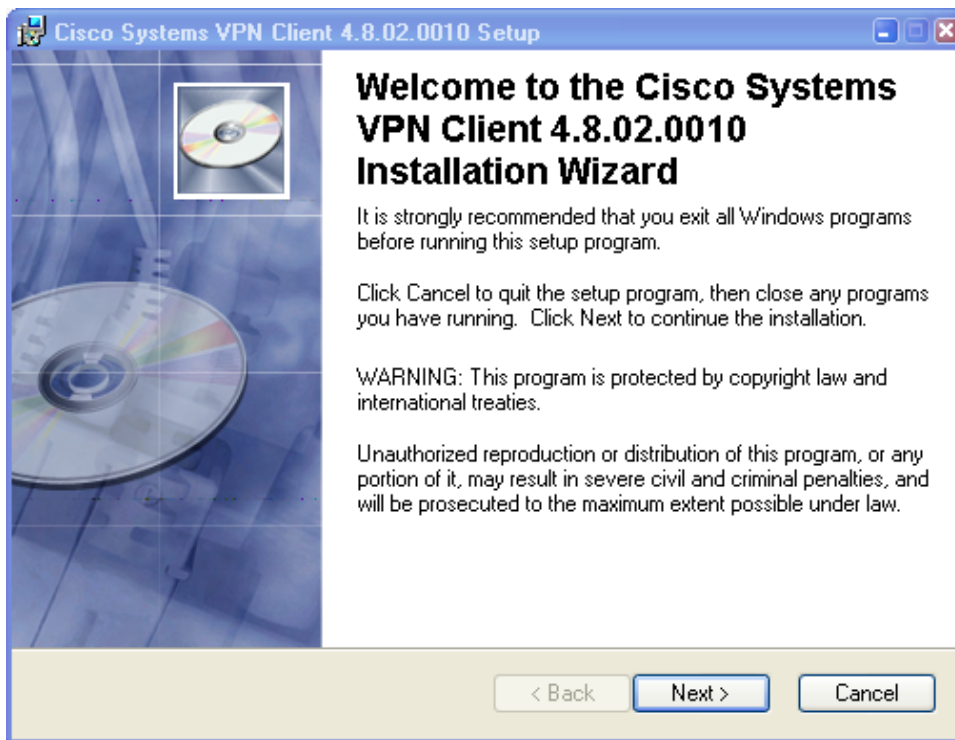 Cisco Systems VPN Client 4.8.02.0010 Setup
Welcome to the Cisco Systems
VPN Client 4.8.02.0010
Installation Wizard
It is strongly recommended that you exit all Windows programs
before running this setup program.
Click Cancel to quit the setup program, then close any programs
you have running.  Click Next to continue the installation.
WARNING: This program is protected by copyright law and
international treaties.
Unauthorized reproduction or distribution of this program, or any
portion of it, may result in severe civil and criminal penalties, and
will be prosecuted to the maximum extent possible under law.
< Back Next > Cancel